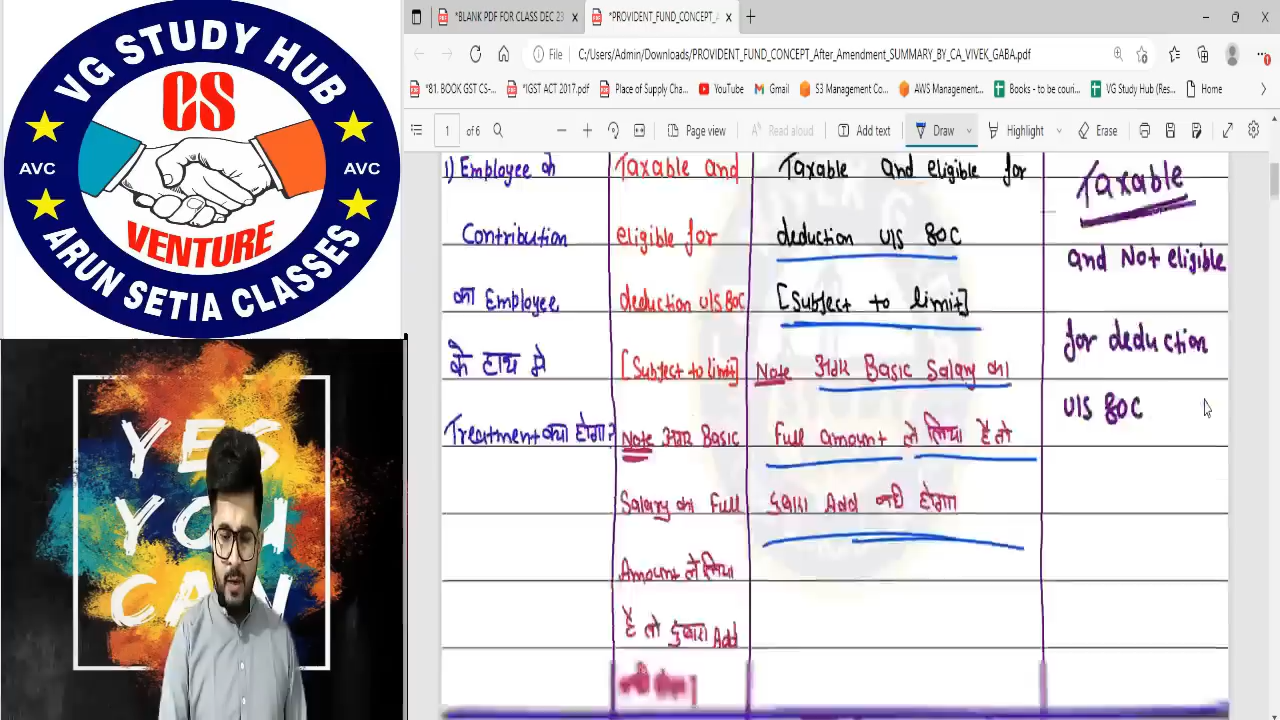 VG STUDY HUB
CS
AVC
AVC
VENTURE
ARUN SETIA CLASSES
YES
YOU
CAN
*BLANK PDF FOR CLASS DEC 23
*PROVIDENT_FUND_CONCEPT_A
File
C:/Users/Admin/Downloads/PROVIDENT_FUND_CONCEPT_After_Amendment_SUMMARY_BY_CA_VIVEK_GABA.pdf
*81. BOOK GST CS-...
*IGST ACT 2017.pdf
Place of Supply Cha...
YouTube
Gmail
S3 Management Co...
AWS Management...
Books - to be couri...
VG Study Hub (Res...
Home
1 of 6
Page view
Read aloud
Add text
Draw
Highlight
Erase
1) Employee के
Contribution
का Employee
के हाथ में
Treatment क्या होगा?
Taxable and
eligible for
deduction U/S 80C
[Subject to limit]
Note अगर Basic
Salary का Full
Amount ले लिया
है तो दुबारा Add
Taxable and eligible for
deduction U/S 80C
[Subject to limit]
Note अगर Basic Salary का
Full amount ले लिया है तो
दुबारा Add नही होगा
Taxable
and Not eligible
for deduction
U/S 80C